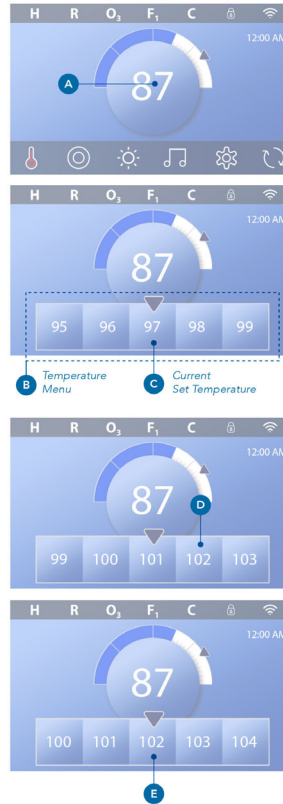 H R O₃ F₁ C
12:00 AM
87
A
H R O₃ F₁ C
12:00 AM
87
95 96 97 98 99
B Temperature Menu
C Current Set Temperature
H R O₃ F₁ C
12:00 AM
87
D
99 100 101 102 103
H R O₃ F₁ C
12:00 AM
87
100 101 102 103 104
E